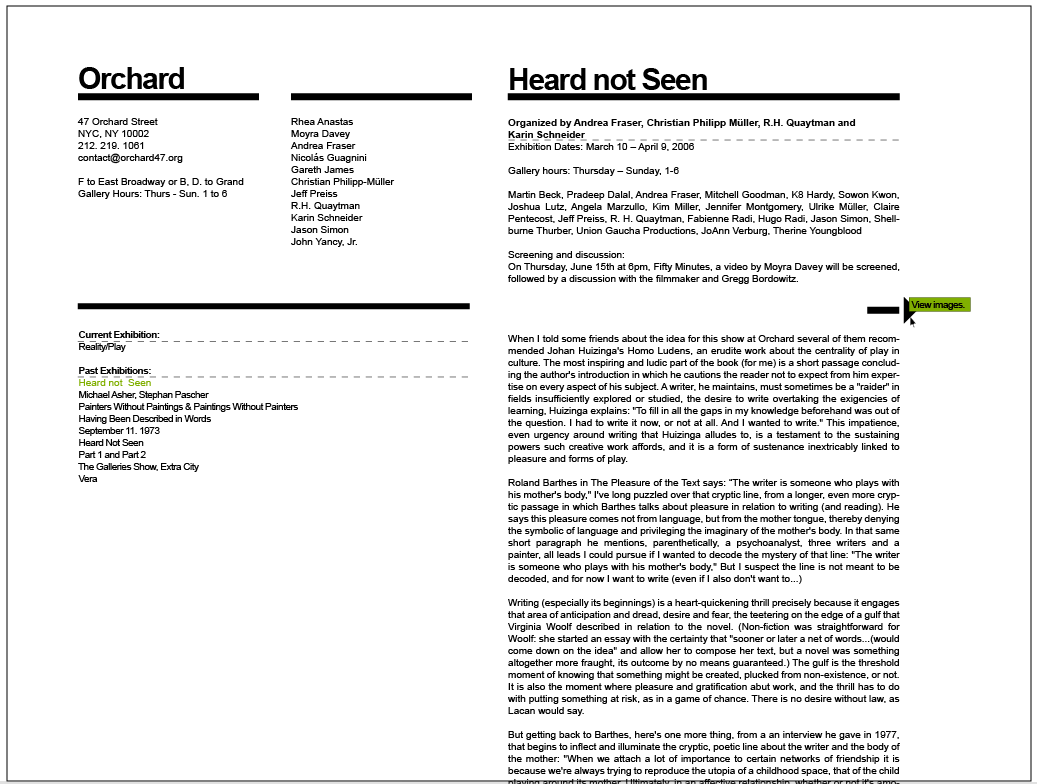 Orchard
47 Orchard Street
NYC, NY 10002
212. 219. 1061
contact@orchard47.org
F to East Broadway or B, D. to Grand
Gallery Hours: Thurs - Sun. 1 to 6
Rhea Anastas
Moyra Davey
Andrea Fraser
Nicolás Guagnini
Gareth James
Christian Philipp-Müller
Jeff Preiss
R.H. Quaytman
Karin Schneider
Jason Simon
John Yancy, Jr.
Current Exhibition:
Reality/Play
Past Exhibitions:
Heard not Seen
Michael Asher, Stephan Pascher
Painters Without Paintings & Paintings Without Painters
Having Been Described in Words
September 11. 1973
Heard Not Seen
Part 1 and Part 2
The Galleries Show, Extra City
Vera
Heard not Seen
Organized by Andrea Fraser, Christian Philipp Müller, R.H. Quaytman and
Karin Schneider
Exhibition Dates: March 10 – April 9, 2006
Gallery hours: Thursday – Sunday, 1-6
Martin Beck, Pradeep Dalal, Andrea Fraser, Mitchell Goodman, K8 Hardy, Sowon Kwon,
Joshua Lutz, Angela Marzullo, Kim Miller, Jennifer Montgomery, Ulrike Müller, Claire
Pentecost, Jeff Preiss, R. H. Quaytman, Fabienne Radi, Hugo Radi, Jason Simon, Shell-
burne Thurber, Union Gaucha Productions, JoAnn Verburg, Therine Youngblood
Screening and discussion:
On Thursday, June 15th at 6pm, Fifty Minutes, a video by Moyra Davey will be screened,
followed by a discussion with the filmmaker and Gregg Bordowitz.
View images.
When I told some friends about the idea for this show at Orchard several of them recom-
mended Johan Huizinga's Homo Ludens, an erudite work about the centrality of play in
culture. The most inspiring and ludic part of the book (for me) is a short passage conclud-
ing the author's introduction in which he cautions the reader not to expect from him exper-
tise on every aspect of his subject. A writer, he maintains, must sometimes be a "raider" in
fields insufficiently explored or studied, the desire to write overtaking the exigencies of
learning, Huizinga explains: "To fill in all the gaps in my knowledge beforehand was out of
the question. I had to write it now, or not at all. And I wanted to write." This impatience,
even urgency around writing that Huizinga alludes to, is a testament to the sustaining
powers such creative work affords, and it is a form of sustenance inextricably linked to
pleasure and forms of play.
Roland Barthes in The Pleasure of the Text says: “The writer is someone who plays with
his mother's body," I've long puzzled over that cryptic line, from a longer, even more cryp-
tic passage in which Barthes talks about pleasure in relation to writing (and reading). He
says this pleasure comes not from language, but from the mother tongue, thereby denying
the symbolic of language and privileging the imaginary of the mother's body. In that same
short paragraph he mentions, parenthetically, a psychoanalyst, three writers and a
painter, all leads I could pursue if I wanted to decode the mystery of that line: "The writer
is someone who plays with his mother's body," But I suspect the line is not meant to be
decoded, and for now I want to write (even if I also don't want to...)
Writing (especially its beginnings) is a heart-quickening thrill precisely because it engages
that area of anticipation and dread, desire and fear, the teetering on the edge of a gulf that
Virginia Woolf described in relation to the novel. (Non-fiction was straightforward for
Woolf: she started an essay with the certainty that "sooner or later a net of words...(would
come down on the idea" and allow her to compose her text, but a novel was something
altogether more fraught, its outcome by no means guaranteed.) The gulf is the threshold
moment of knowing that something might be created, plucked from non-existence, or not.
It is also the moment where pleasure and gratification abut work, and the thrill has to do
with putting something at risk, as in a game of chance. There is no desire without law, as
Lacan would say.
But getting back to Barthes, here's one more thing, from a an interview he gave in 1977,
that begins to inflect and illuminate the cryptic, poetic line about the writer and the body of
the mother: "When we attach a lot of importance to certain networks of friendship it is
because we're always trying to reproduce the utopia of a childhood space, that of the child
playing around its mother. Ultimately, in an affective relationship, whether or not it's amo-